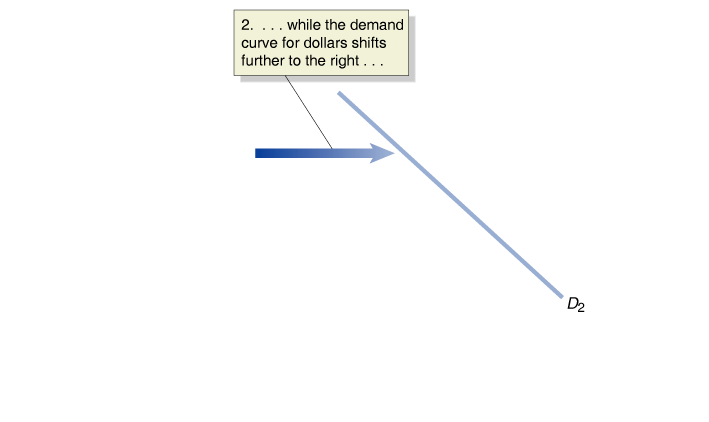 2. . . . while the demand
curve for dollars shifts
further to the right . . .
D2